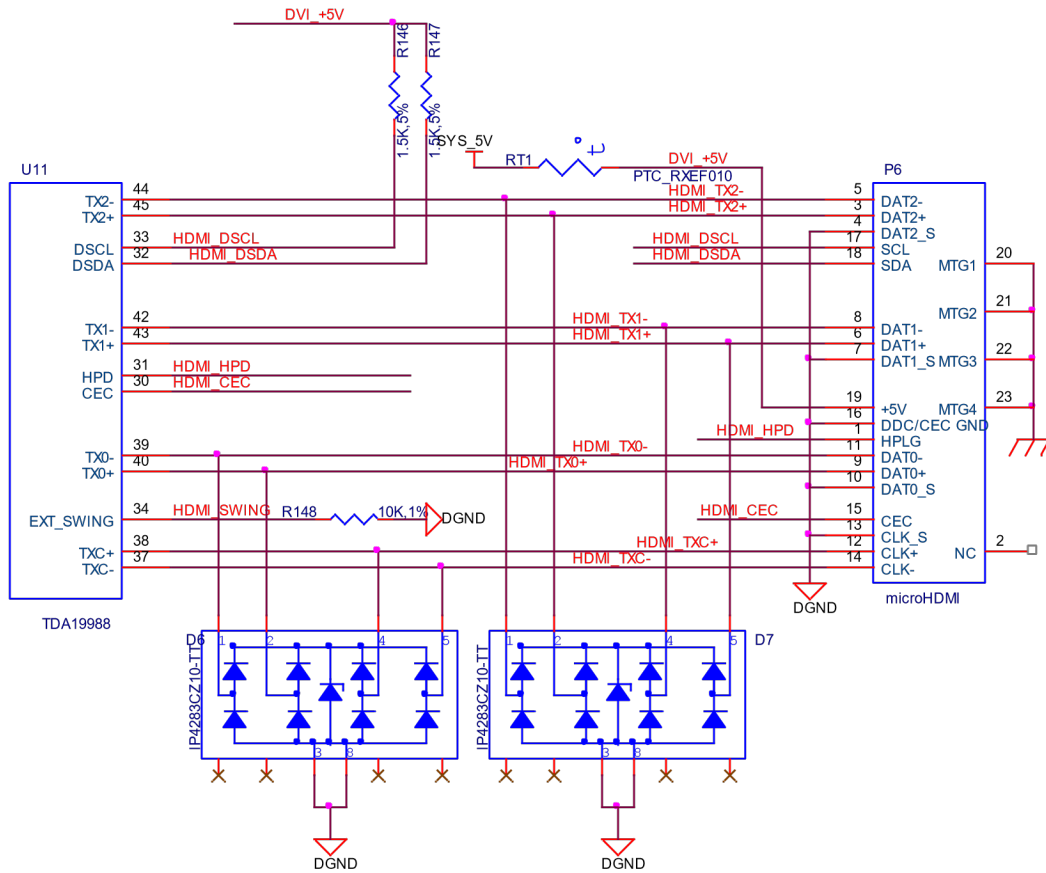 DVI_+5V
R146
R147
1.5K,5%
1.5K,5%
SYS_5V
RT1
DVI_+5V
PTC_RXEF010
t
U11
P6
44
TX2-
HDMI_TX2-
5
DAT2-
45
TX2+
HDMI_TX2+
3
DAT2+
4
DAT2_S
33
DSCL
HDMI_DSCL
HDMI_DSCL
17
SCL
32
DSDA
HDMI_DSDA
HDMI_DSDA
18
SDA
MTG1
20
MTG2
21
42
TX1-
HDMI_TX1-
8
DAT1-
43
TX1+
HDMI_TX1+
6
DAT1+
7
DAT1_S
MTG3
22
31
HPD
HDMI_HPD
30
CEC
HDMI_CEC
19
+5V
MTG4
23
16
DDC/CEC GND
HDMI_HPD
1
HPLG
39
TX0-
HDMI_TX0-
11
DAT0-
40
TX0+
HDMI_TX0+
9
DAT0+
10
DAT0_S
34
EXT_SWING
HDMI_SWING
R148
10K,1%
DGND
HDMI_CEC
15
CEC
13
CLK_S
38
TXC+
HDMI_TXC+
12
CLK+
NC
2
37
TXC-
HDMI_TXC-
14
CLK-
TDA19988
microHDMI
DGND
D6
1
2
4
5
IP4283CZ10-TT
3
8
DGND
1
2
4
5
D7
IP4283CZ10-TT
3
8
DGND